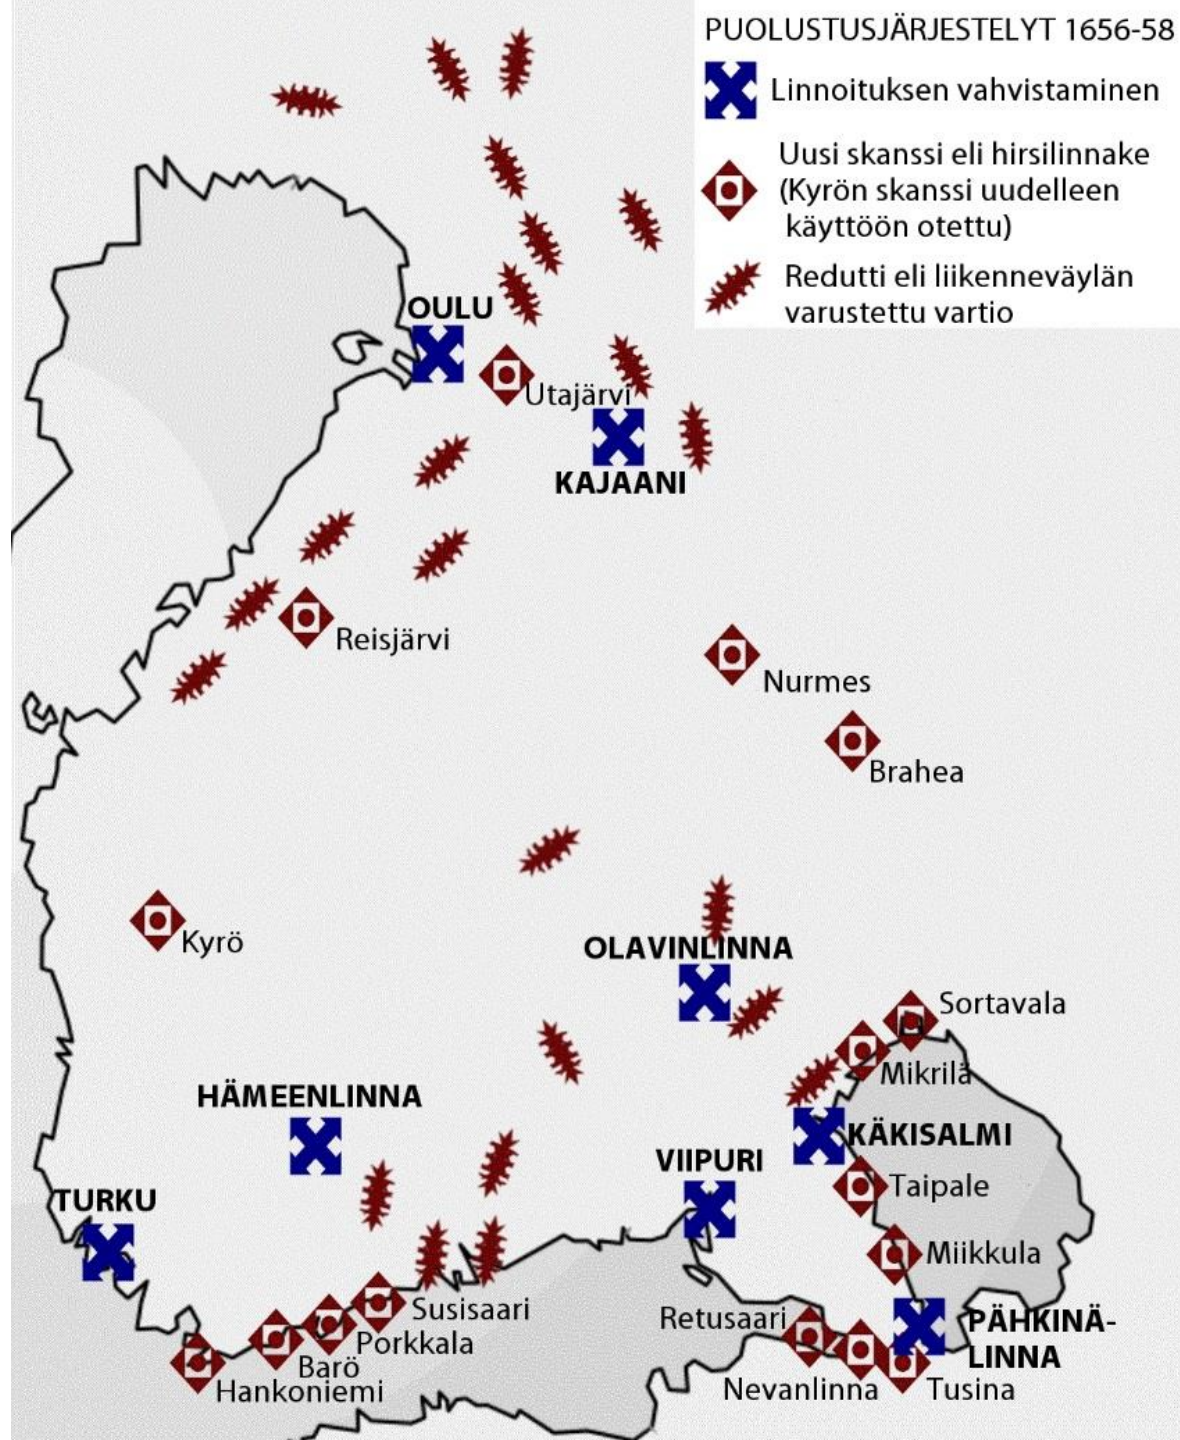 PUOLUSTUSJÄRJESTELYT 1656-58
Linnoituksen vahvistaminen
Uusi skanssi eli hirsilinnake
(Kyrön skanssi uudelleen
käyttöön otettu)
Redutti eli liikenneväylän
varustettu vartio
OULU
Utajärvi
KAJAANI
Reisjärvi
Nurmes
Brahea
Kyrö
OLAVINLINNA
Sortavala
Mikrilä
HÄMEENLINNA
KÄKISALMI
VIIPURI
Taipale
TURKU
Miikkula
Susisaari
Retusaari
PÄHKINÄ-
LINNA
Porkkala
Barö
Hankoniemi
Nevanlinna
Tusina